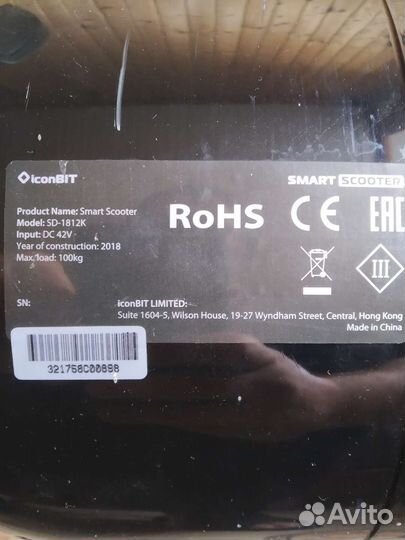 iconBIT
SMART SCOOTER
Product Name: Smart Scooter
Model: SD-1812K
Input: DC 42V
Year of construction: 2018
Max.load: 100kg
RoHS CE EAC
III
SN:
iconBIT LIMITED:
Suite 1604-5, Wilson House, 19-27 Wyndham Street, Central, Hong Kong
Made in China
321758C00898
Avito